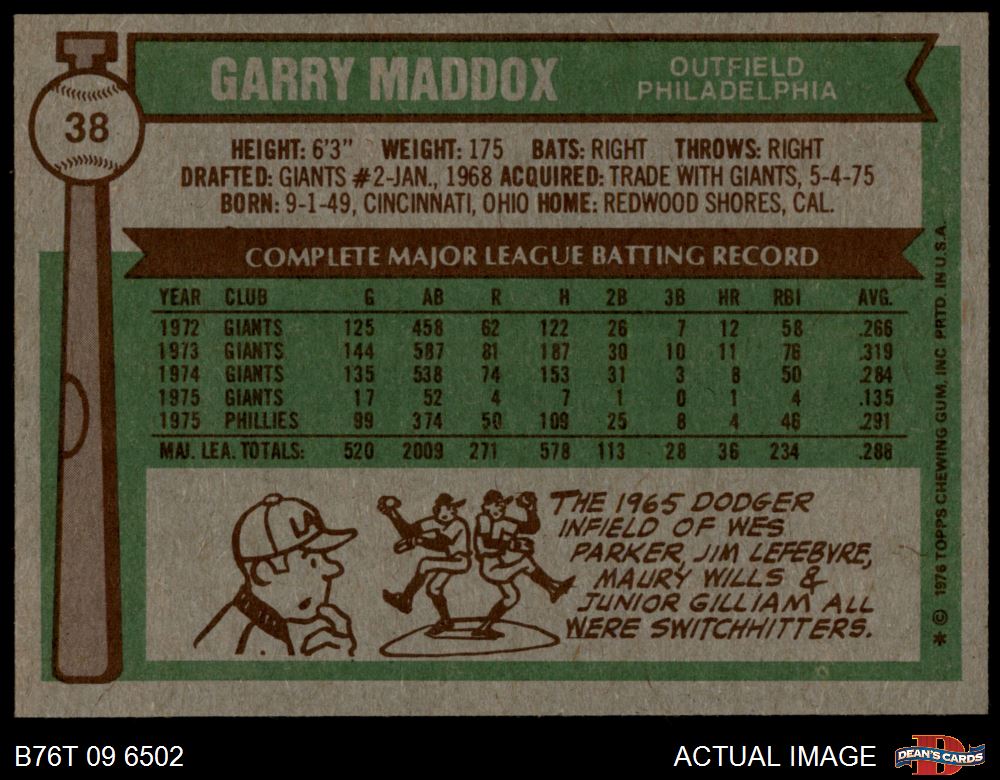 38
GARRY MADDOX
OUTFIELD
PHILADELPHIA
HEIGHT: 6'3" WEIGHT: 175 BATS: RIGHT THROWS: RIGHT
DRAFTED: GIANTS #2-JAN., 1968 ACQUIRED: TRADE WITH GIANTS, 5-4-75
BORN: 9-1-49, CINCINNATI, OHIO HOME: REDWOOD SHORES, CAL.
COMPLETE MAJOR LEAGUE BATTING RECORD
YEAR CLUB G AB R H 2B 3B HR RBI AVG.
1972 GIANTS 125 458 62 122 26 7 12 58 .266
1973 GIANTS 144 587 81 187 30 10 11 76 .319
1974 GIANTS 135 538 74 153 31 3 8 50 .284
1975 GIANTS 17 52 4 7 1 0 1 4 .135
1975 PHILLIES 99 374 50 109 25 8 4 46 .291
MAJ. LEA. TOTALS: 520 2009 271 578 113 28 36 234 .288
LA
THE 1965 DODGER
INFIELD OF WES
PARKER, JIM LEFEBVRE,
MAURY WILLS &
JUNIOR GILLIAM ALL
WERE SWITCHHITTERS.
* © 1976 TOPPS CHEWING GUM, INC. PRTD. IN U.S.A.
B76T 09 6502
ACTUAL IMAGE
D
DEAN'S CARDS